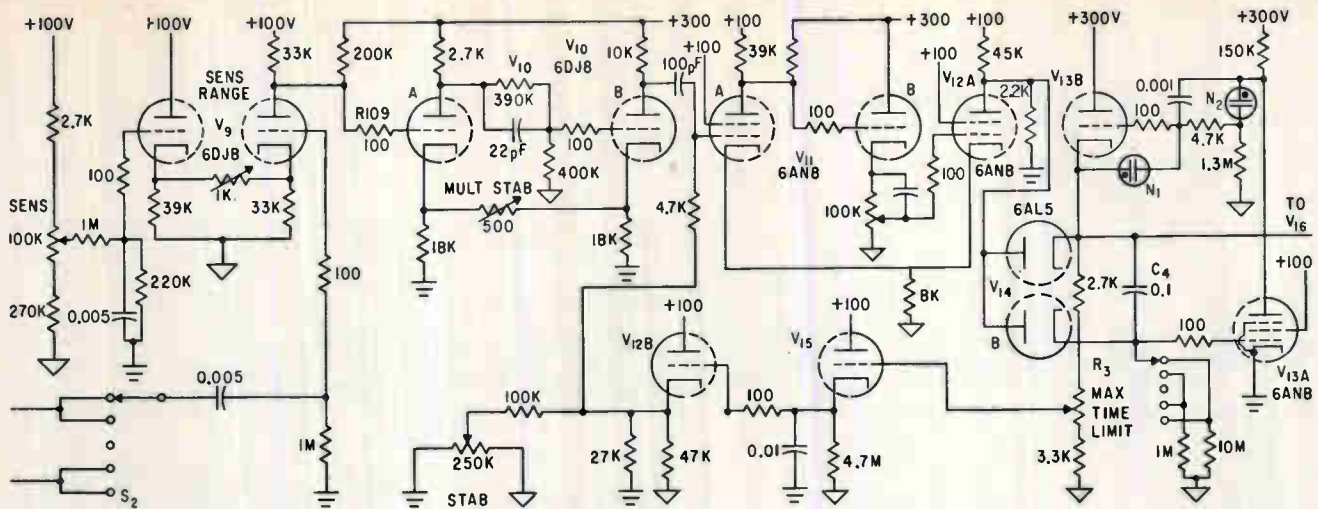 +100V
+100V
+100V
+300
+100
+300
+100
+300V
+300V
33K
200K
2.7K
10K
100pF
+100
39K
+100
45K
150K
SENS
RANGE
V10
V10
6DJ8
V12A
V13B
0.001
N2
2.7K
V9
A
390K
B
A
B
2.2K
100
4.7K
6DJ8
R109
100
22pF
100
100
100
6AN8
1.3M
100
1K
400K
V11
6AN8
N1
SENS
39K
33K
MULT STAB
500
4.7K
100K
6AL5
TO
V16
1M
100K
18K
18K
220K
100
8K
V14
2.7K
C4
0.1
+100
270K
0.005
+100
+100
B
100
V12B
V15
R3
MAX
TIME
LIMIT
V13A
6AN8
0.005
100K
100
1M
250K
27K
47K
0.01
4.7M
3.3K
1M
10M
S2
STAB